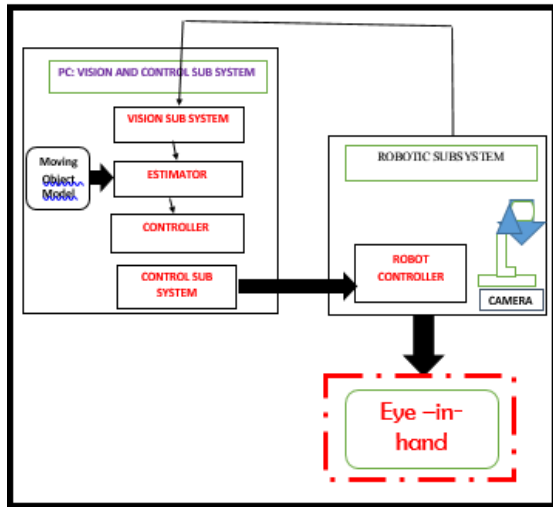 PC: VISION AND CONTROL SUB SYSTEM
VISION SUB SYSTEM
Moving
Object
Model
ESTIMATOR
CONTROLLER
CONTROL SUB
SYSTEM
ROBOTIC SUBSYSTEM
ROBOT
CONTROLLER
CAMERA
Eye –in-
hand